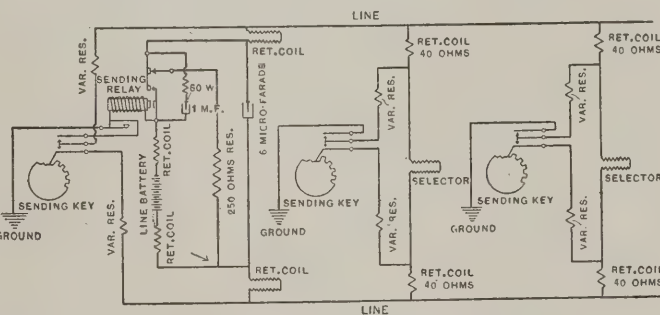 LINE
VAR. RES.
SENDING
RELAY
50 W
1 M.F.
RET.COIL
6 MICRO-FARADS
RET.COIL
40 OHMS
RET.COIL
40 OHMS
VAR. RES.
VAR. RES.
SENDING KEY
GROUND
VAR. RES.
LINE BATTERY
RET.COIL
RET.COIL
250 OHMS RES.
SENDING KEY
GROUND
SELECTOR
VAR. RES.
SENDING KEY
GROUND
SELECTOR
VAR. RES.
RET.COIL
RET.COIL
40 OHMS
RET.COIL
40 OHMS
LINE